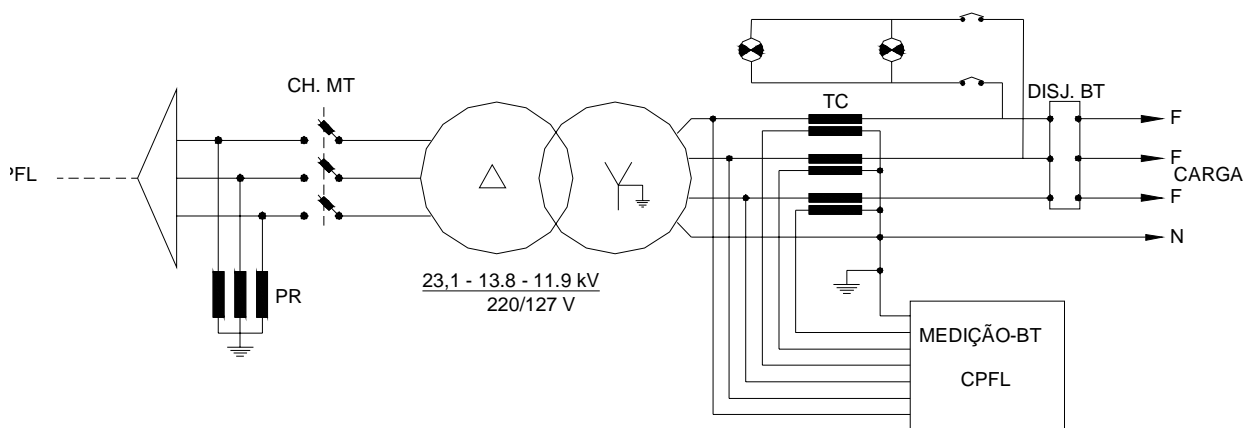 CH. MT
TC
DISJ. BT
F
F
CARGA
F
N
PR
23,1 - 13.8 - 11.9 kV
220/127 V
MEDIÇÃO-BT
CPFL